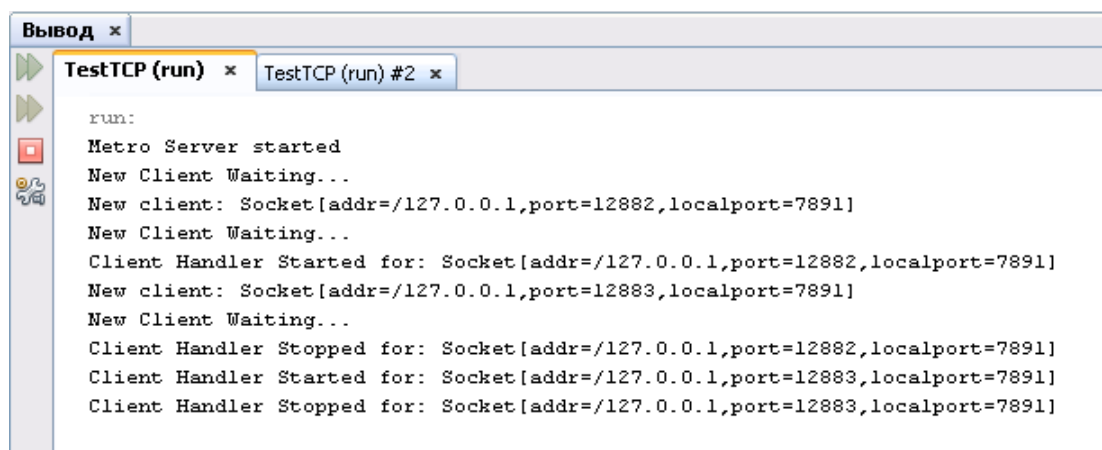 Вывод
TestTCP (run) TestTCP (run) #2
run:
Metro Server started
New Client Waiting...
New client: Socket[addr=/127.0.0.1,port=12882,localport=7891]
New Client Waiting...
Client Handler Started for: Socket[addr=/127.0.0.1,port=12882,localport=7891]
New client: Socket[addr=/127.0.0.1,port=12883,localport=7891]
New Client Waiting...
Client Handler Stopped for: Socket[addr=/127.0.0.1,port=12882,localport=7891]
Client Handler Started for: Socket[addr=/127.0.0.1,port=12883,localport=7891]
Client Handler Stopped for: Socket[addr=/127.0.0.1,port=12883,localport=7891]